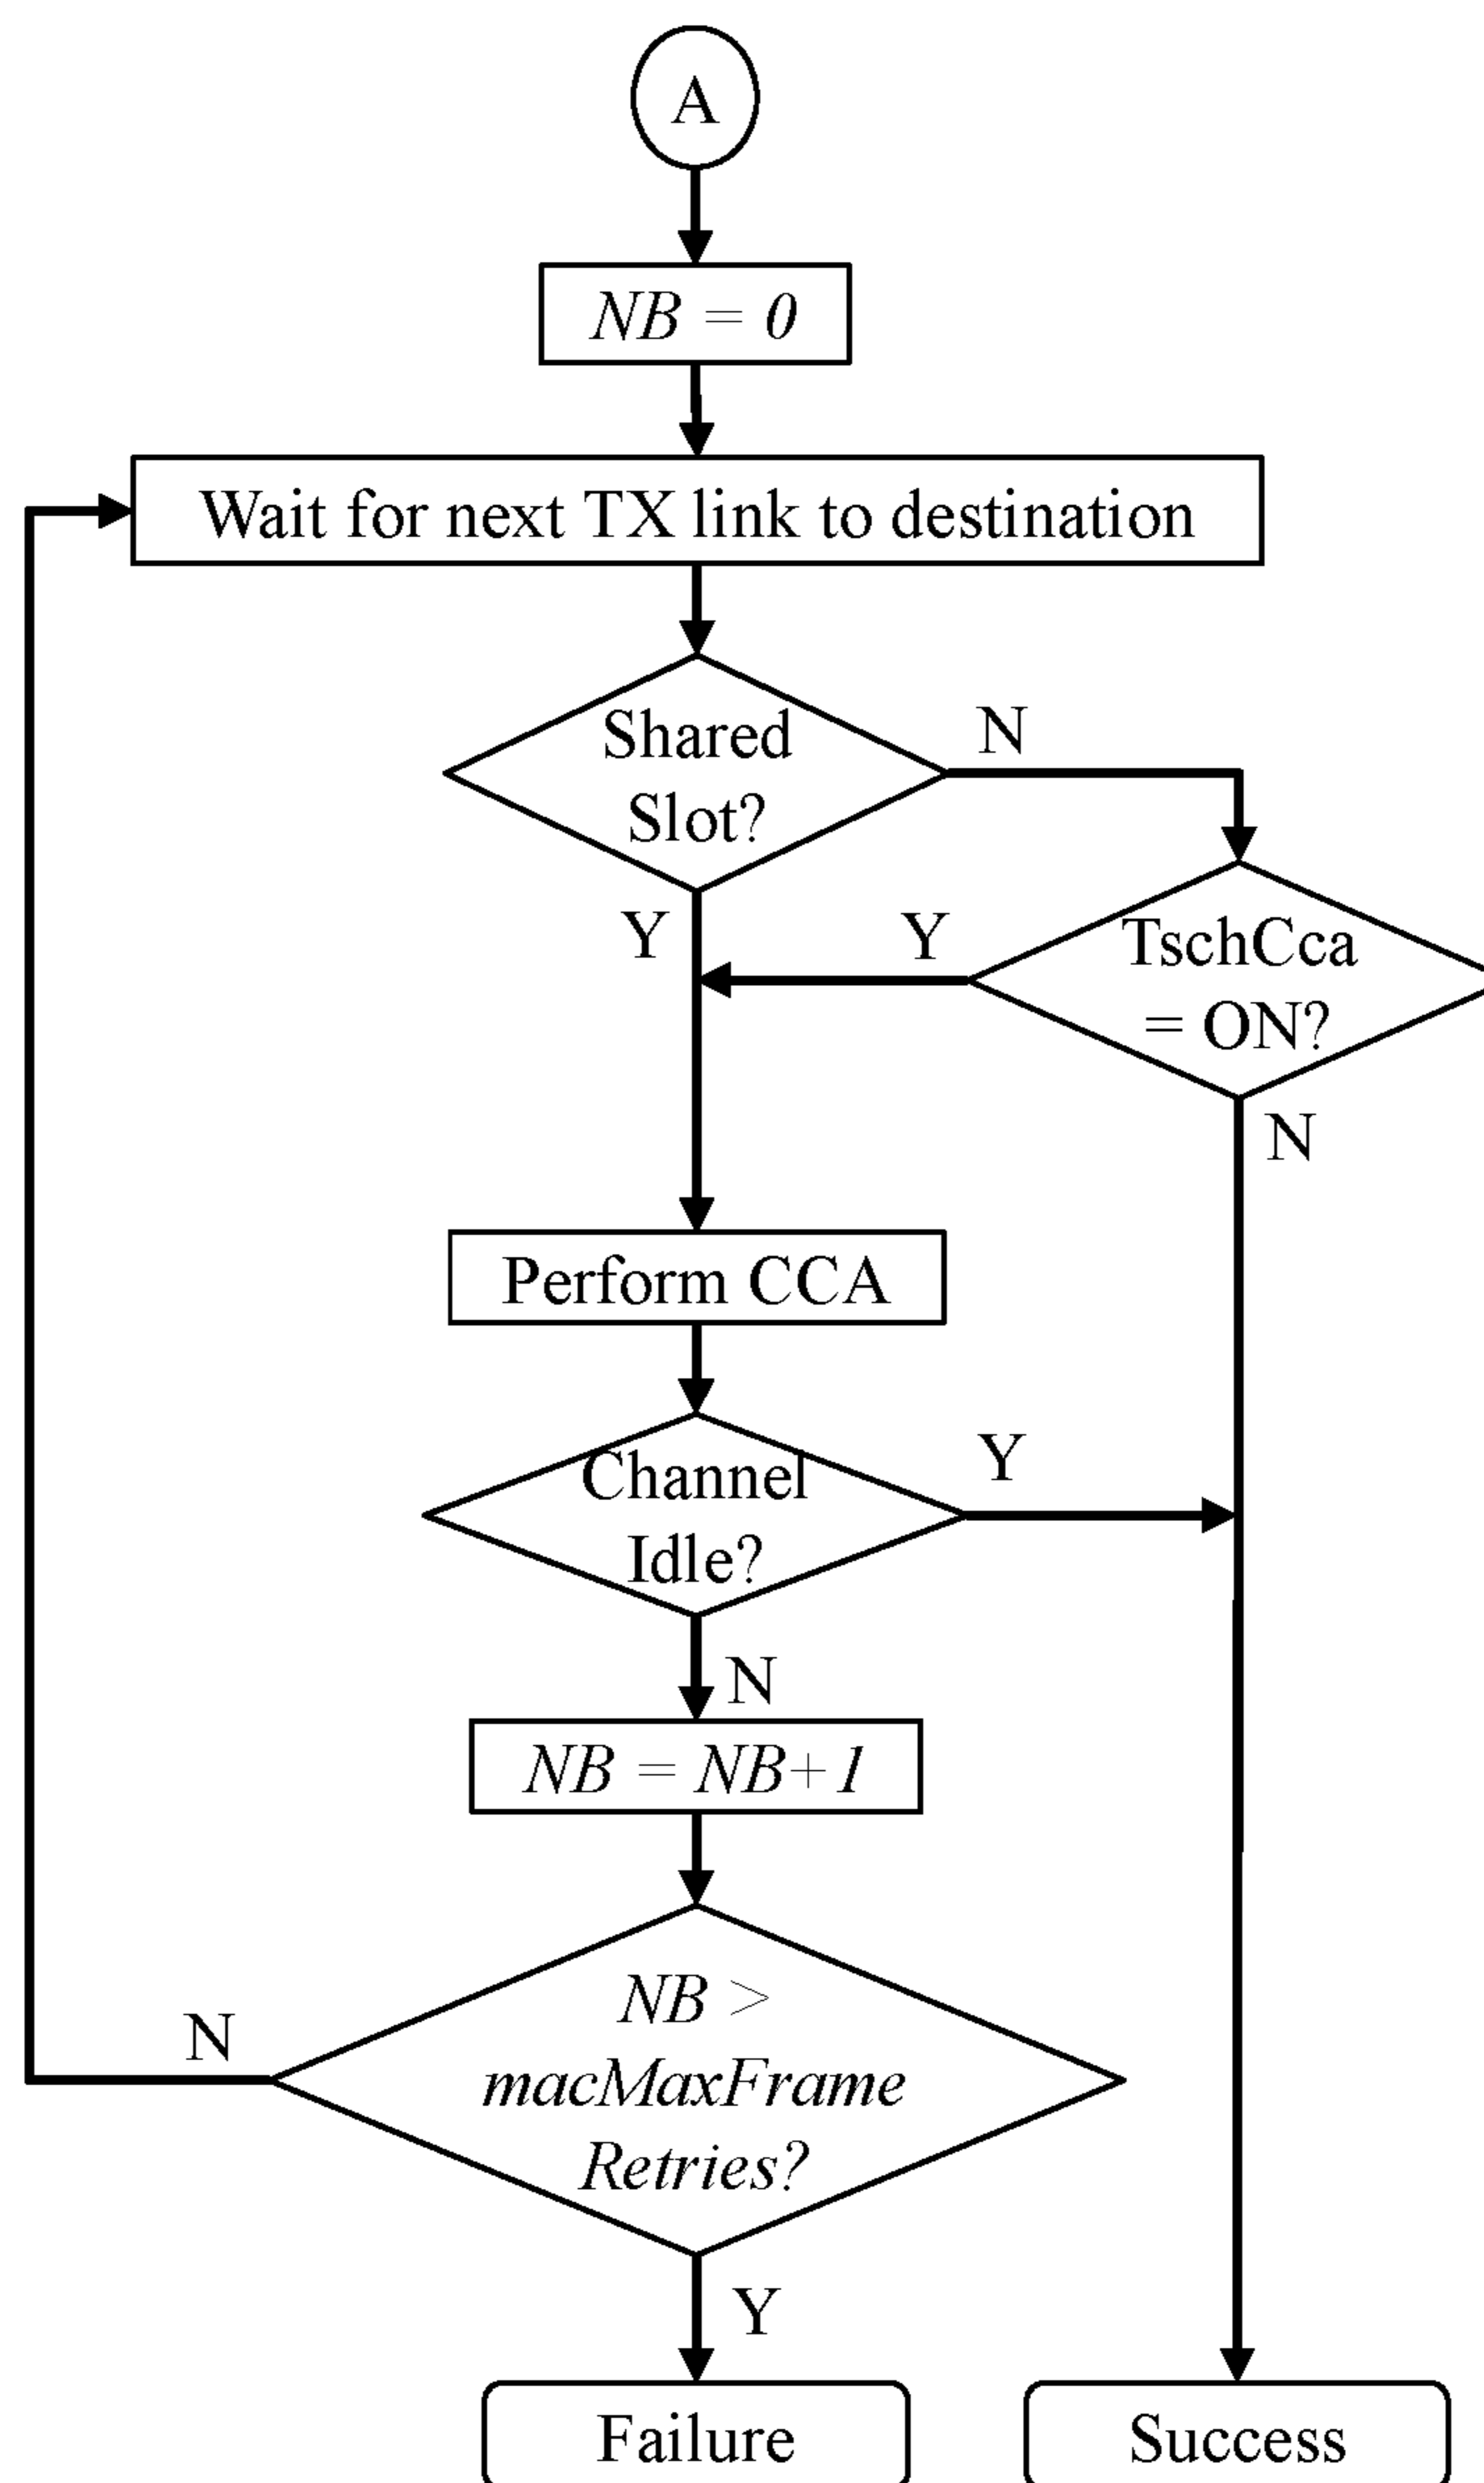 A
NB = 0
Wait for next TX link to destination
Shared
Slot?
N
Y
Y
TschCca
= ON?
N
Perform CCA
Channel
Idle?
Y
N
NB = NB+1
NB >
macMaxFrame
Retries?
N
Y
Failure
Success